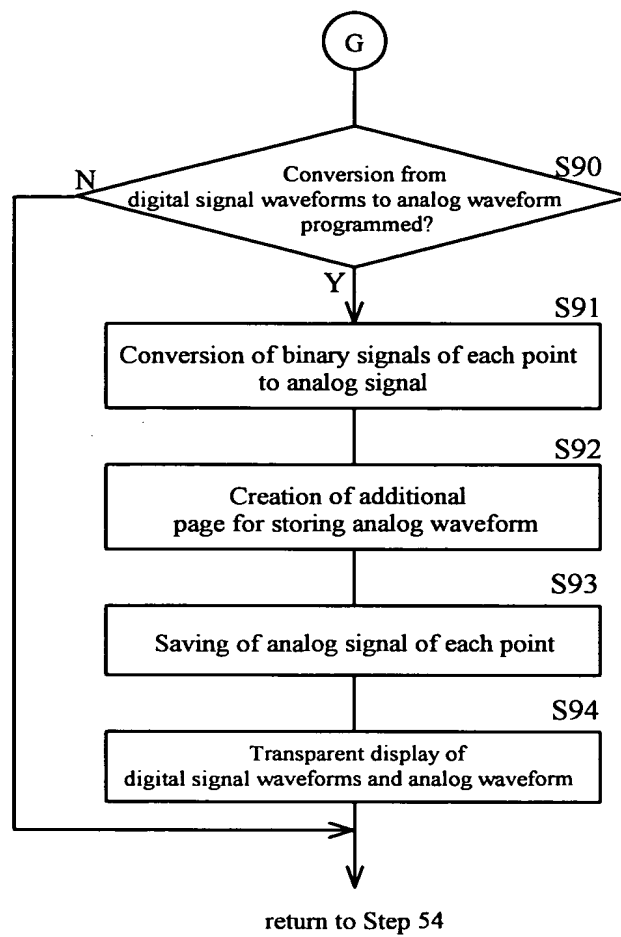 G
S90
N
Conversion from
digital signal waveforms to analog waveform
programmed?
Y
S91
Conversion of binary signals of each point
to analog signal
S92
Creation of additional
page for storing analog waveform
S93
Saving of analog signal of each point
S94
Transparent display of
digital signal waveforms and analog waveform
return to Step 54